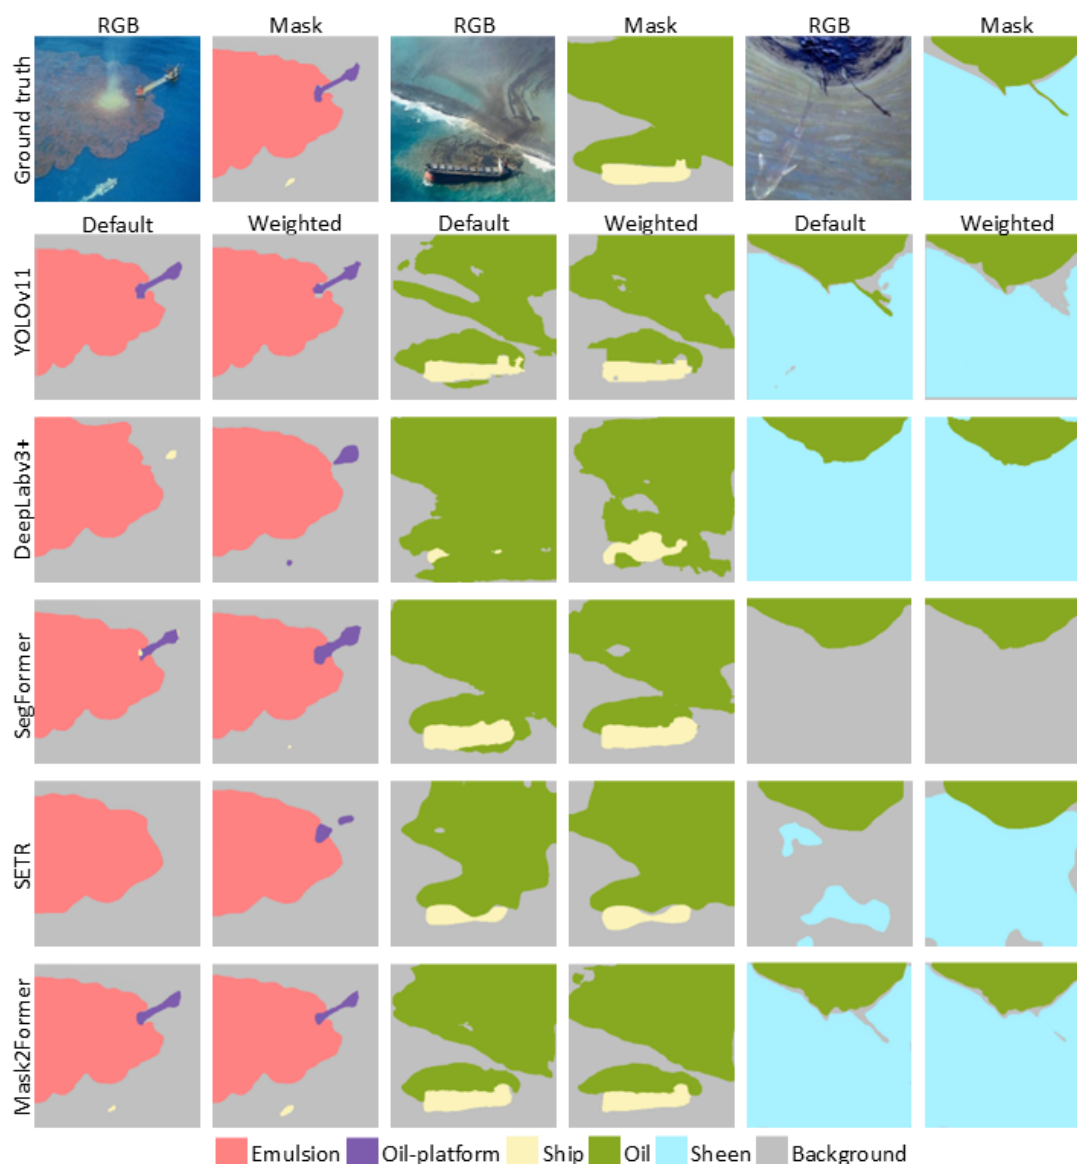 RGB Mask RGB Mask RGB Mask
Ground truth
Default Weighted Default Weighted Default Weighted
YOLOv11
DeepLabv3+
SegFormer
SETR
Mask2Former
Emulsion Oil-platform Ship Oil Sheen Background